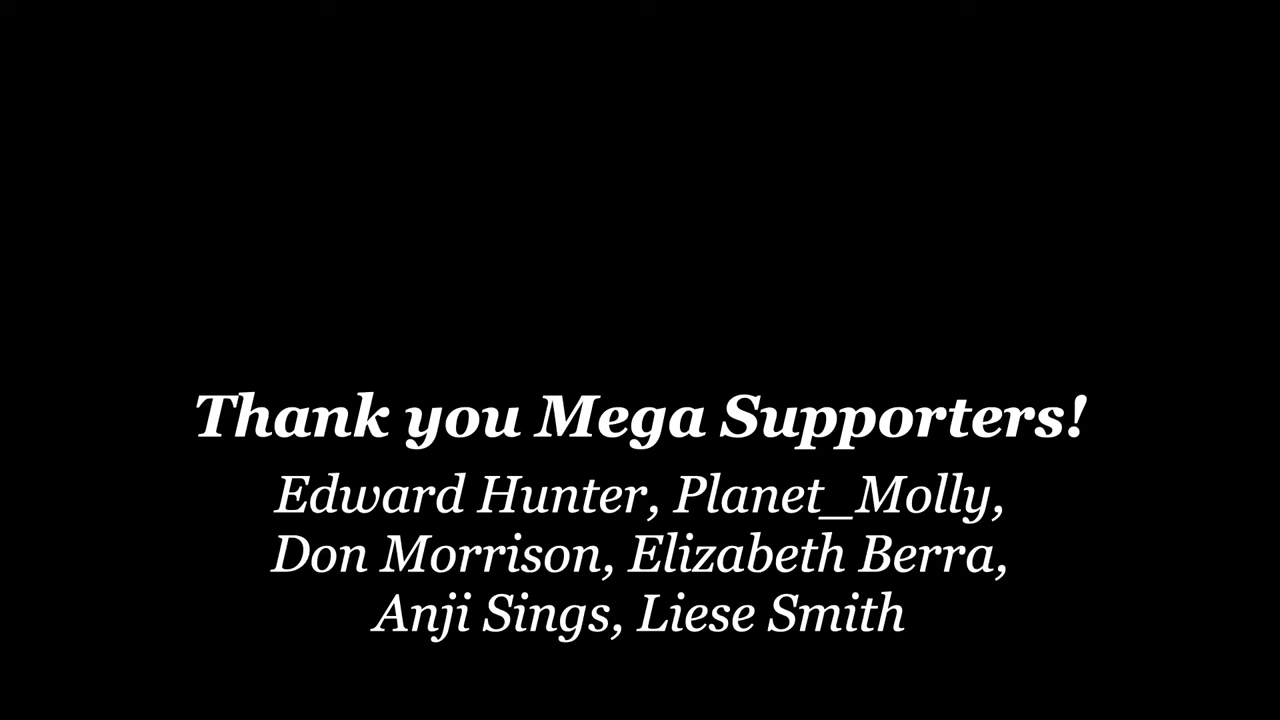 Thank you Mega Supporters!
Edward Hunter, Planet_Molly,
Don Morrison, Elizabeth Berra,
Anji Sings, Liese Smith